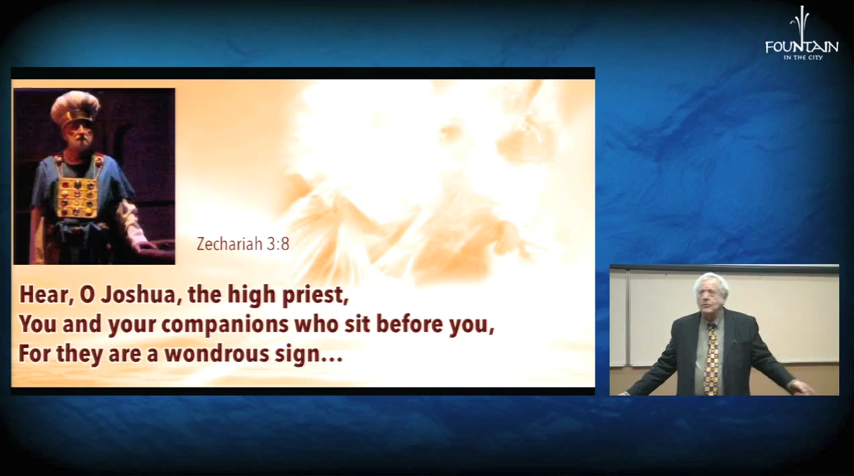 FOUNTAIN
IN THE CITY
Zechariah 3:8
Hear, O Joshua, the high priest,
You and your companions who sit before you,
For they are a wondrous sign...